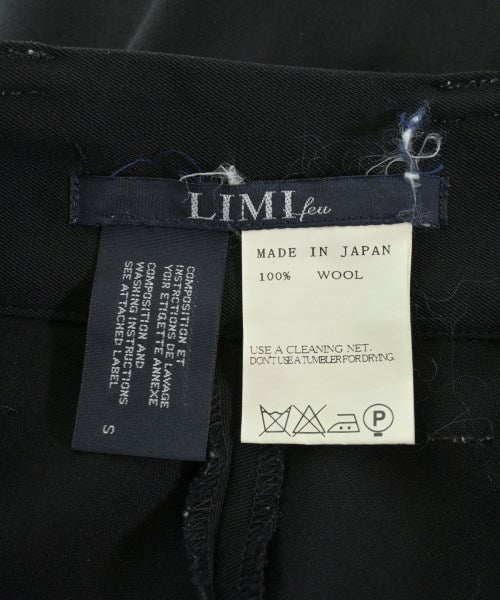 LIMI feu
COMPOSITION ET
INSTRUCTIONS DE LAVAGE
VOIR ETIQUETTE ANNEXE
COMPOSITION AND
WASHING INSTRUCTIONS
SEE ATTACHED LABEL
S
MADE IN JAPAN
100% WOOL
USE A CLEANING NET.
DON'T USE A TUMBLER FOR DRYING.
P